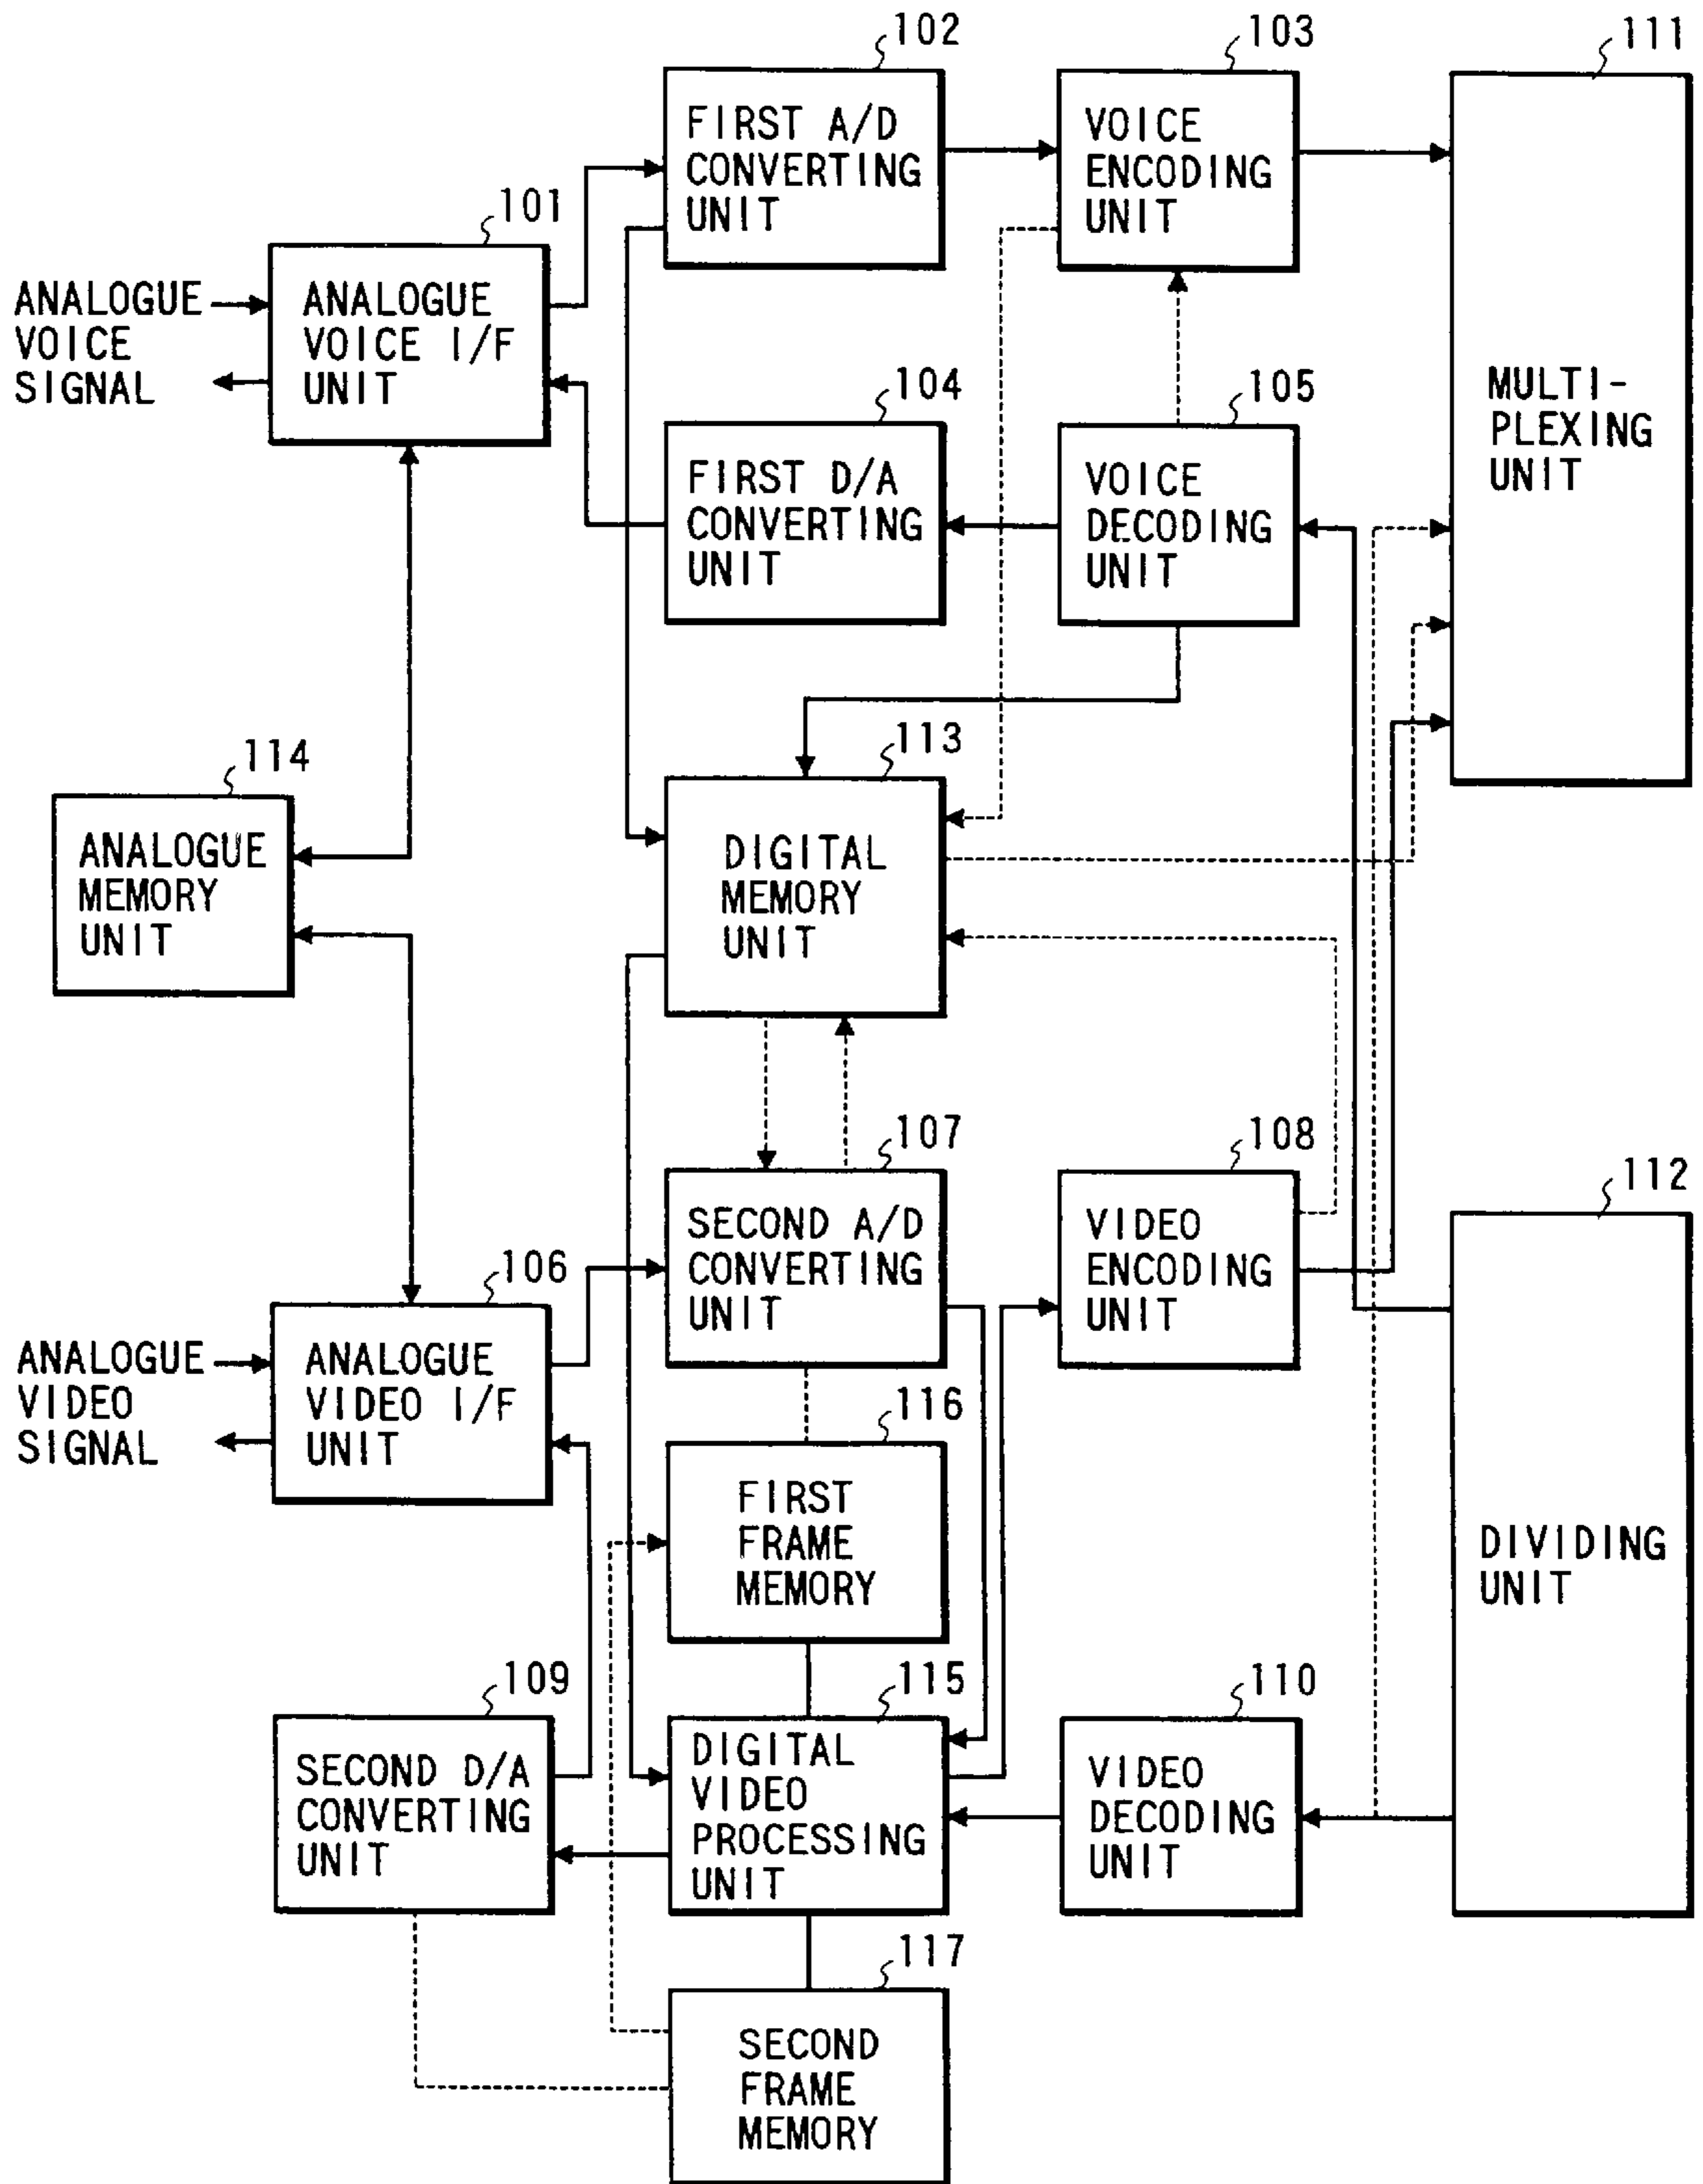 102
103
111
FIRST A/D
CONVERTING
UNIT
VOICE
ENCODING
UNIT
101
ANALOGUE
VOICE
SIGNAL
ANALOGUE
VOICE I/F
UNIT
104
105
MULTI-
PLEXING
UNIT
FIRST D/A
CONVERTING
UNIT
VOICE
DECODING
UNIT
114
113
ANALOGUE
MEMORY
UNIT
DIGITAL
MEMORY
UNIT
107
108
112
SECOND A/D
CONVERTING
UNIT
VIDEO
ENCODING
UNIT
106
ANALOGUE
VIDEO
SIGNAL
ANALOGUE
VIDEO I/F
UNIT
116
FIRST
FRAME
MEMORY
DIVIDING
UNIT
109
115
110
SECOND D/A
CONVERTING
UNIT
DIGITAL
VIDEO
PROCESSING
UNIT
VIDEO
DECODING
UNIT
117
SECOND
FRAME
MEMORY